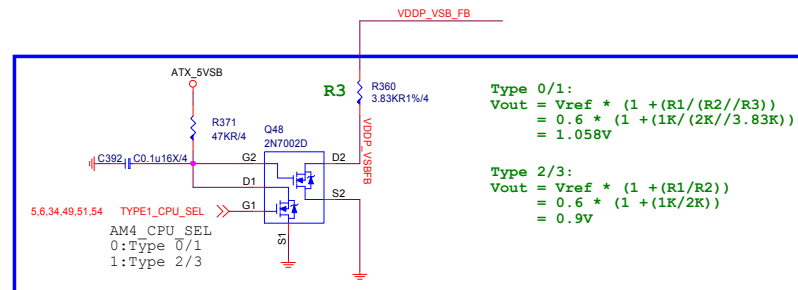 VDDP_VSB_FB
ATX_5VSB
R3
R360
3.83KR1%/4
R371
47KR/4
VDDP_VSBFB
Q48
2N7002D
C392
C0.1u16X/4
G2
D2
D1
S2
5,6,34,49,51,54
TYPE1_CPU_SEL
G1
S1
AM4_CPU_SEL
0:Type 0/1
1:Type 2/3
Type 0/1:
Vout = Vref * (1 +(R1/(R2//R3))
= 0.6 * (1 +(1K/(2K//3.83K))
= 1.058V
Type 2/3:
Vout = Vref * (1 +(R1/R2))
= 0.6 * (1 +(1K/2K))
= 0.9V